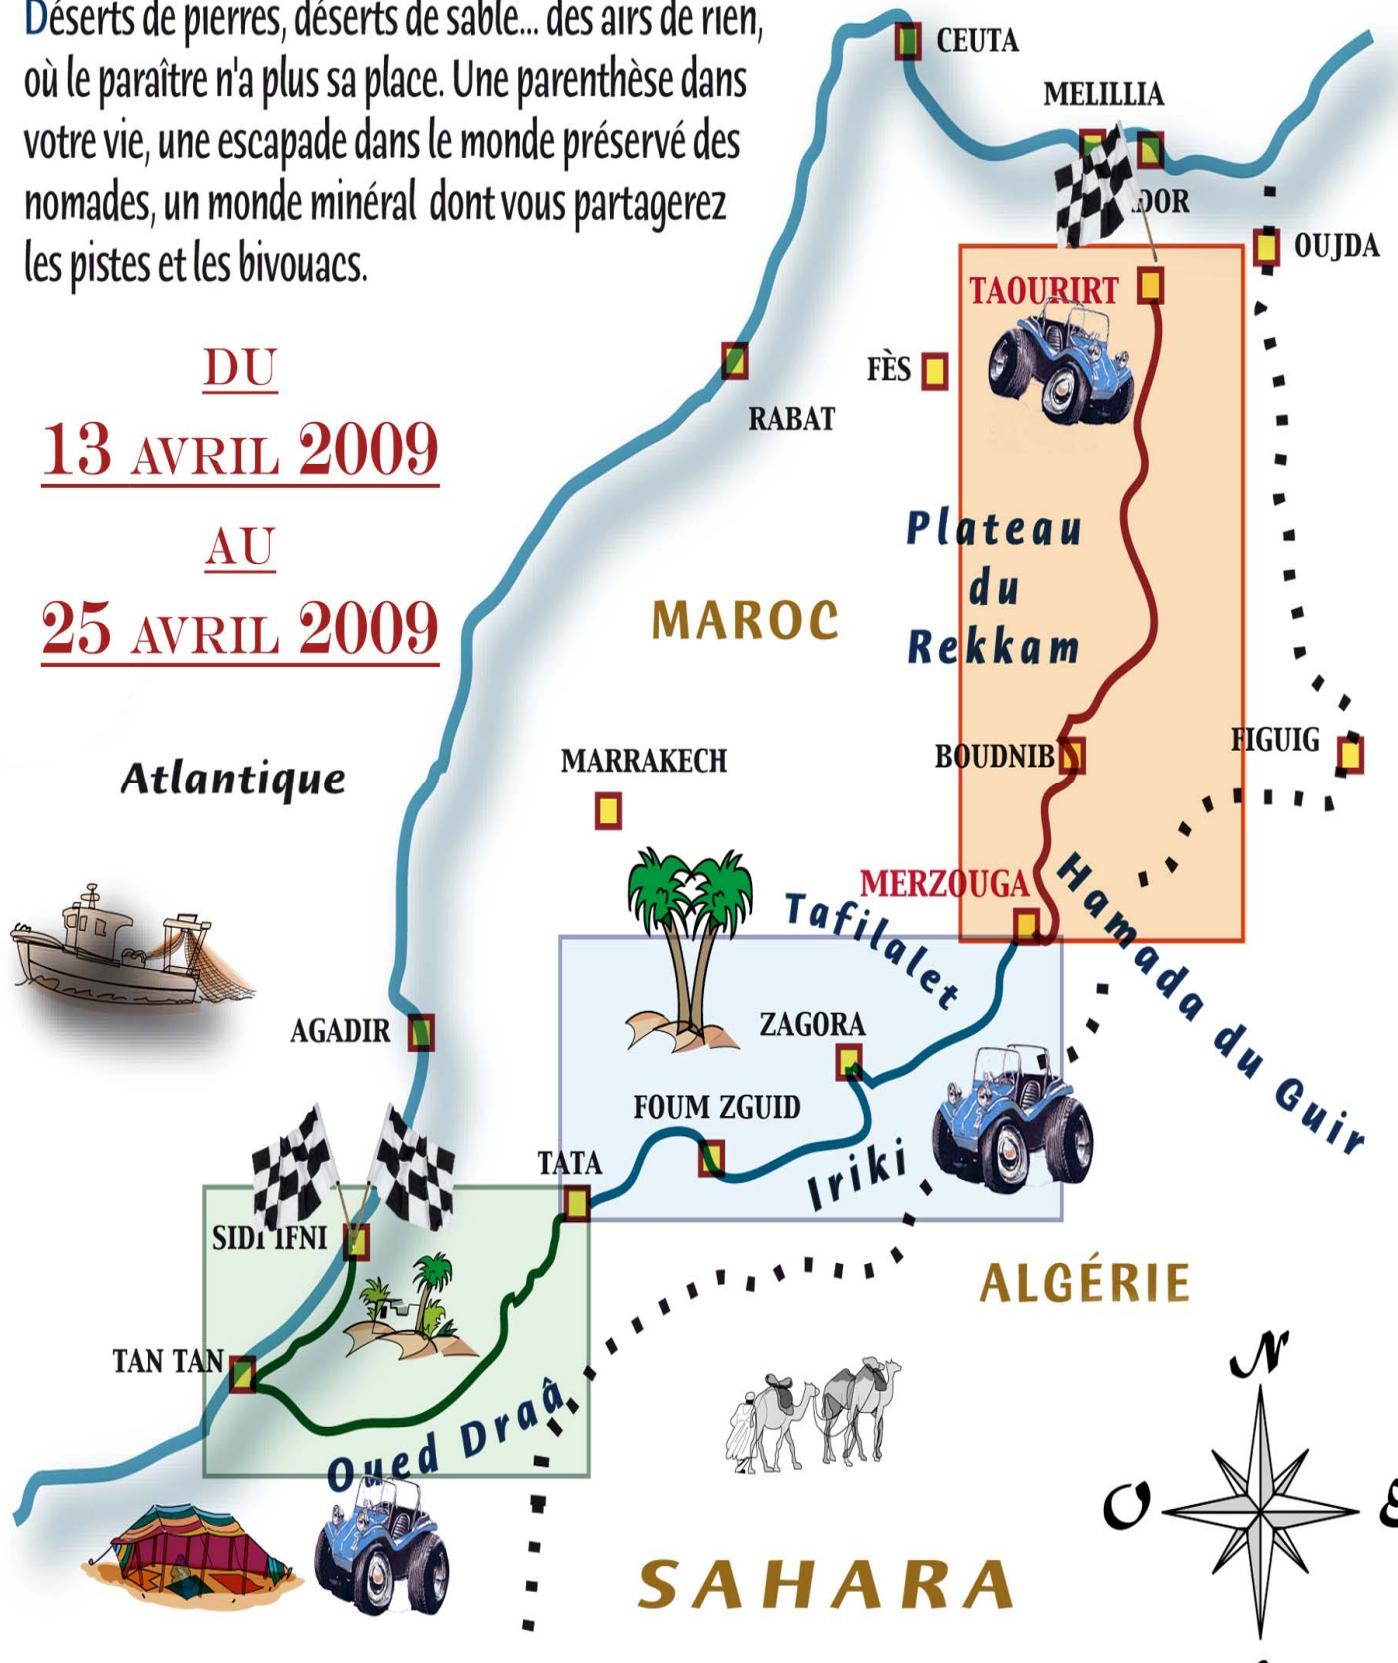 Déserts de pierres, déserts de sable... des airs de rien,
où le paraître n'a plus sa place. Une parenthèse dans
votre vie, une escapade dans le monde préservé des
nomades, un monde minéral dont vous partagerez
les pistes et les bivouacs.
DU
13 AVRIL 2009
AU
25 AVRIL 2009
CEUTA
MELILLIA
OUJDA
TAOURIRT
FÈS
RABAT
Plateau
du
Rekkam
MAROC
BOUDNIB
FIGUIG
MARRAKECH
Atlantique
MERZOUGA
Tafilalet
Hamada du Guir
AGADIR
ZAGORA
FOUM ZGUID
TATA
Iriki
SIDI IFNI
ALGÉRIE
TAN TAN
Oued Draâ
N
O
SAHARA